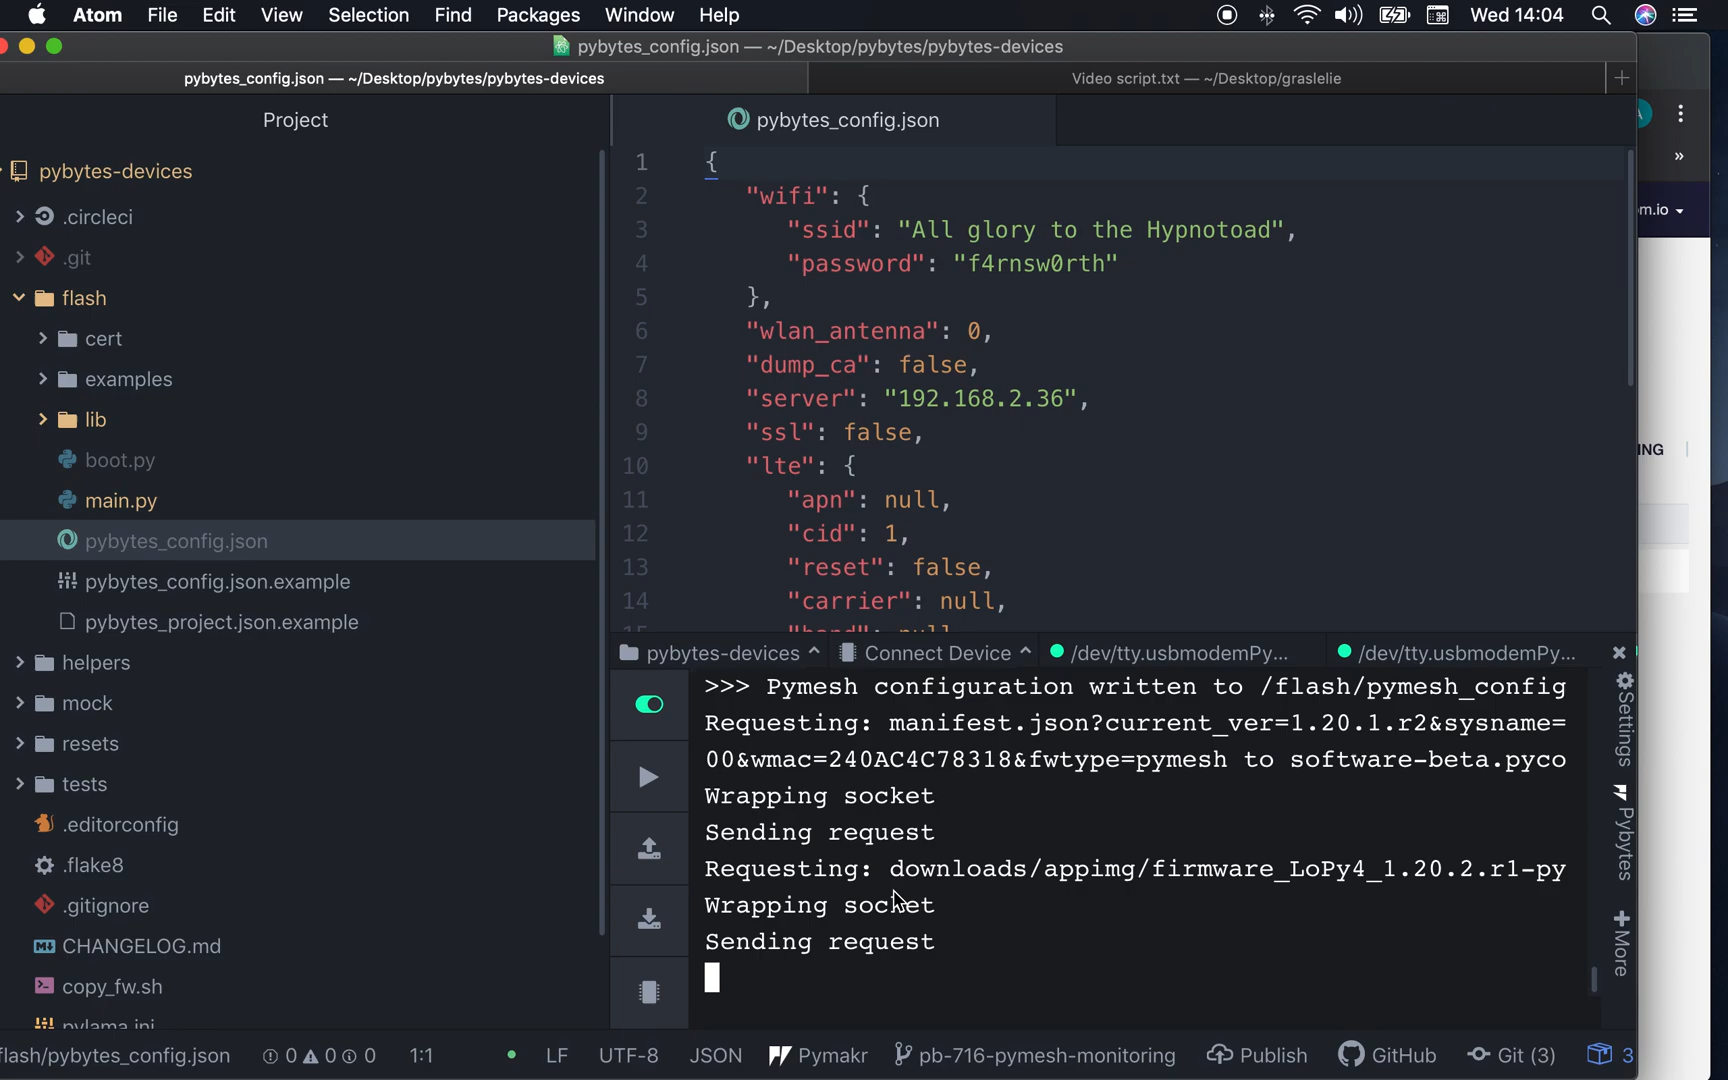 Atom File Edit View Selection Find Packages Window Help Wed 14:04
pybytes_config.json — ~/Desktop/pybytes/pybytes-devices
pybytes_config.json — ~/Desktop/pybytes/pybytes-devices Video script.txt — ~/Desktop/graslelie +
Project
pybytes-devices
.circleci
.git
flash
cert
examples
lib
boot.py
main.py
pybytes_config.json
pybytes_config.json.example
pybytes_project.json.example
helpers
mock
resets
tests
.editorconfig
.flake8
.gitignore
CHANGELOG.md
copy_fw.sh
pylama.ini
pybytes_config.json
1 {
2 "wifi": {
3 "ssid": "All glory to the Hypnotoad",
4 "password": "f4rnsw0rth"
5 },
6 "wlan_antenna": 0,
7 "dump_ca": false,
8 "server": "192.168.2.36",
9 "ssl": false,
10 "lte": {
11 "apn": null,
12 "cid": 1,
13 "reset": false,
14 "carrier": null,
15 "band": null
pybytes-devices Connect Device /dev/tty.usbmodemPy... /dev/tty.usbmodemPy...
>>> Pymesh configuration written to /flash/pymesh_config
Requesting: manifest.json?current_ver=1.20.1.r2&sysname=
00&wmac=240AC4C78318&fwtype=pymesh to software-beta.pyco
Wrapping socket
Sending request
Requesting: downloads/appimg/firmware_LoPy4_1.20.2.r1-py
Wrapping socket
Sending request
Settings
Pybytes
More
A
»
m.io
ING
flash/pybytes_config.json 0 0 0 1:1 LF UTF-8 JSON Pymakr pb-716-pymesh-monitoring Publish GitHub Git (3) 3